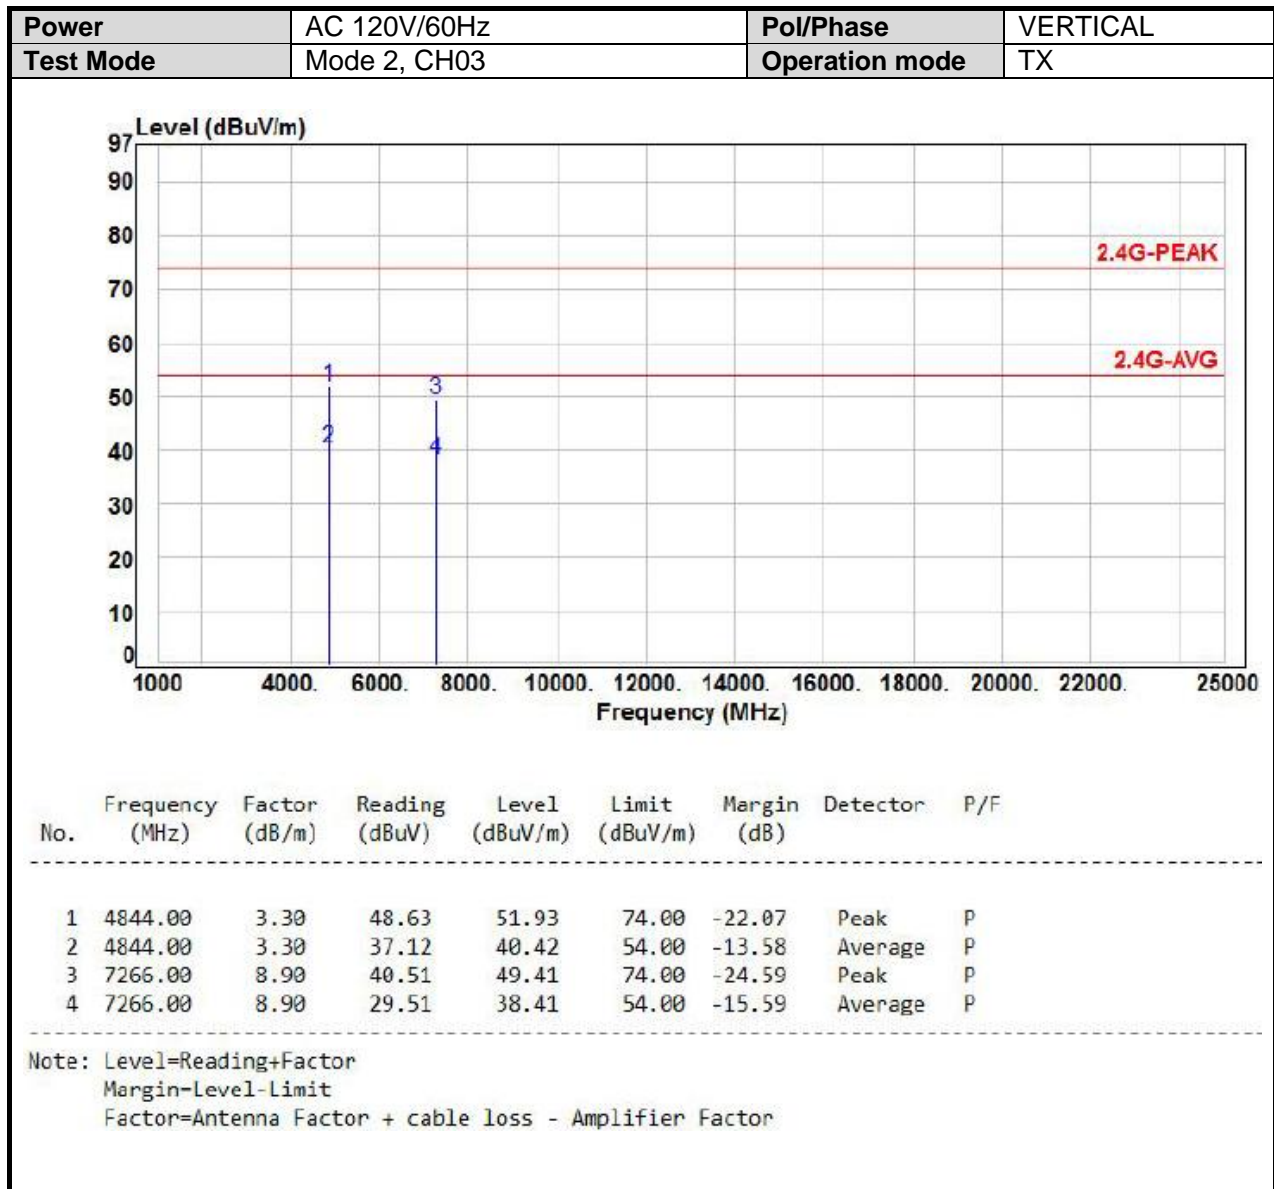 Power AC 120V/60Hz Pol/Phase VERTICAL
Test Mode Mode 2, CH03 Operation mode TX
Level (dBuV/m)
97
90
80
2.4G-PEAK
70
60
2.4G-AVG
1
3
50
2
4
40
30
20
10
0
1000 4000. 6000. 8000. 10000. 12000. 14000. 16000. 18000. 20000. 22000. 25000
Frequency (MHz)
Frequency Factor Reading Level Limit Margin Detector P/F
No. (MHz) (dB/m) (dBuV) (dBuV/m) (dBuV/m) (dB)
1 4844.00 3.30 48.63 51.93 74.00 -22.07 Peak P
2 4844.00 3.30 37.12 40.42 54.00 -13.58 Average P
3 7266.00 8.90 40.51 49.41 74.00 -24.59 Peak P
4 7266.00 8.90 29.51 38.41 54.00 -15.59 Average P
Note: Level=Reading+Factor
Margin=Level-Limit
Factor=Antenna Factor + cable loss - Amplifier Factor